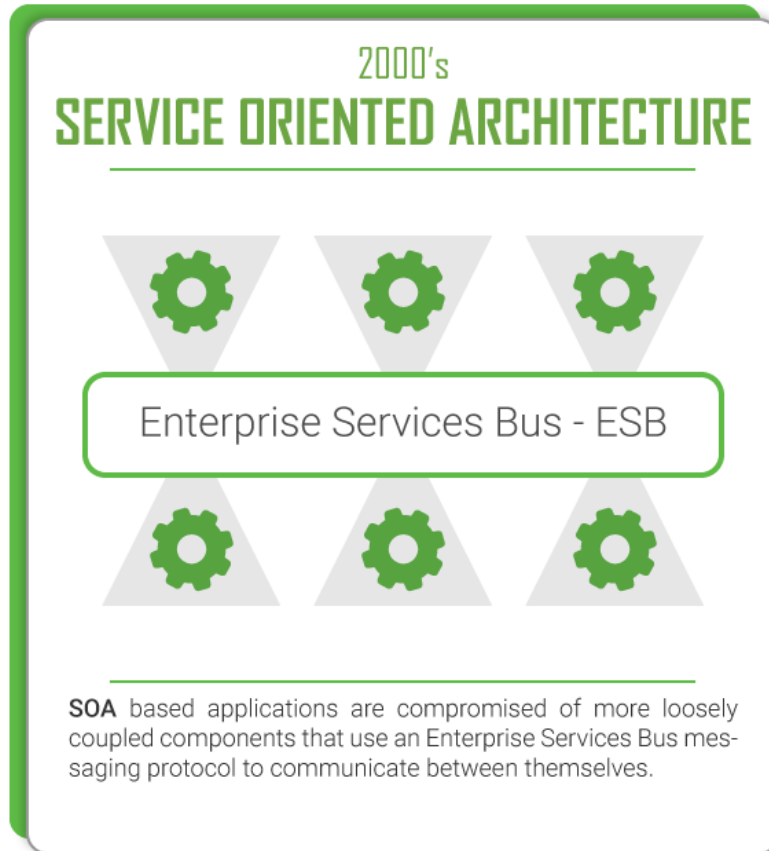 2000's
SERVICE ORIENTED ARCHITECTURE
Enterprise Services Bus - ESB
SOA based applications are compromised of more loosely
coupled components that use an Enterprise Services Bus mes-
saging protocol to communicate between themselves.